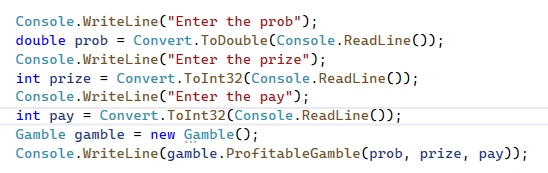 Console.WriteLine("Enter the prob");
double prob = Convert.ToDouble(Console.ReadLine());
Console.WriteLine("Enter the prize");
int prize = Convert.ToInt32(Console.ReadLine());
Console.WriteLine("Enter the pay");
int pay = Convert.ToInt32(Console.ReadLine());
Gamble gamble = new Gamble();
Console.WriteLine(gamble.ProfitableGamble(prob, prize, pay));